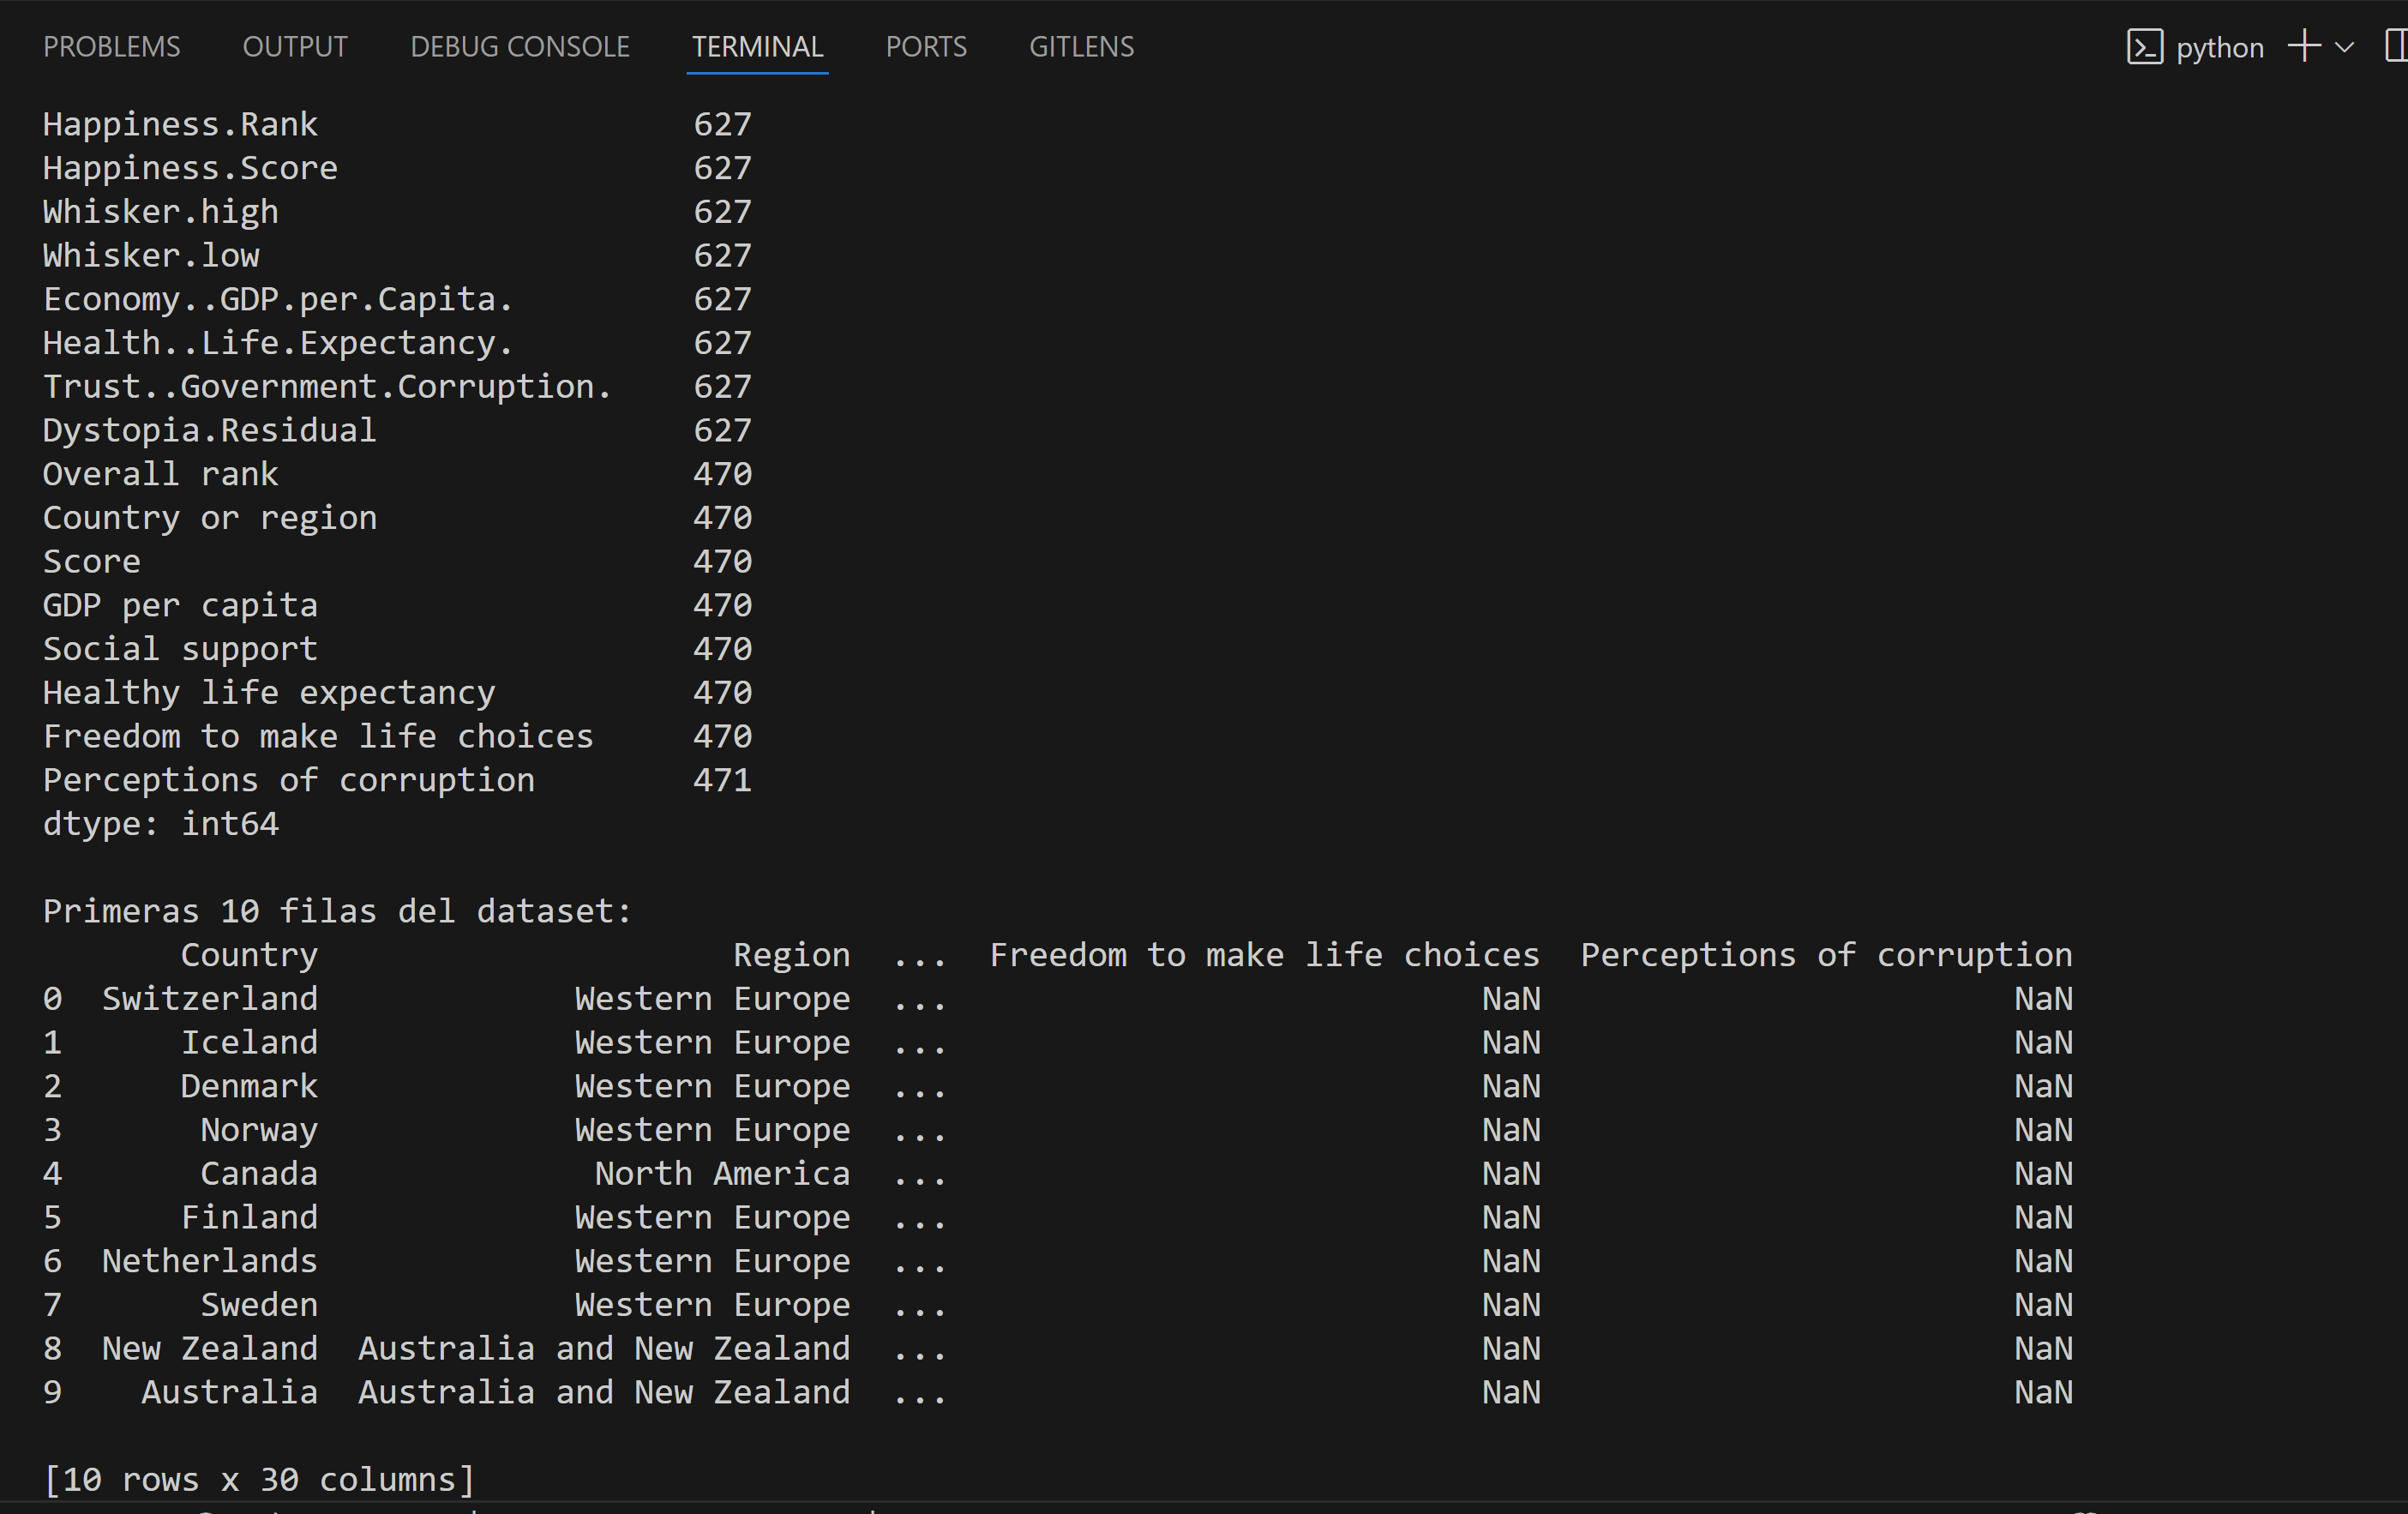 PROBLEMS OUTPUT DEBUG CONSOLE TERMINAL PORTS GITLENS python
Happiness.Rank 627
Happiness.Score 627
Whisker.high 627
Whisker.low 627
Economy..GDP.per.Capita. 627
Health..Life.Expectancy. 627
Trust..Government.Corruption. 627
Dystopia.Residual 627
Overall rank 470
Country or region 470
Score 470
GDP per capita 470
Social support 470
Healthy life expectancy 470
Freedom to make life choices 470
Perceptions of corruption 471
dtype: int64
Primeras 10 filas del dataset:
Country Region ... Freedom to make life choices Perceptions of corruption
0 Switzerland Western Europe ... NaN NaN
1 Iceland Western Europe ... NaN NaN
2 Denmark Western Europe ... NaN NaN
3 Norway Western Europe ... NaN NaN
4 Canada North America ... NaN NaN
5 Finland Western Europe ... NaN NaN
6 Netherlands Western Europe ... NaN NaN
7 Sweden Western Europe ... NaN NaN
8 New Zealand Australia and New Zealand ... NaN NaN
9 Australia Australia and New Zealand ... NaN NaN
[10 rows x 30 columns]